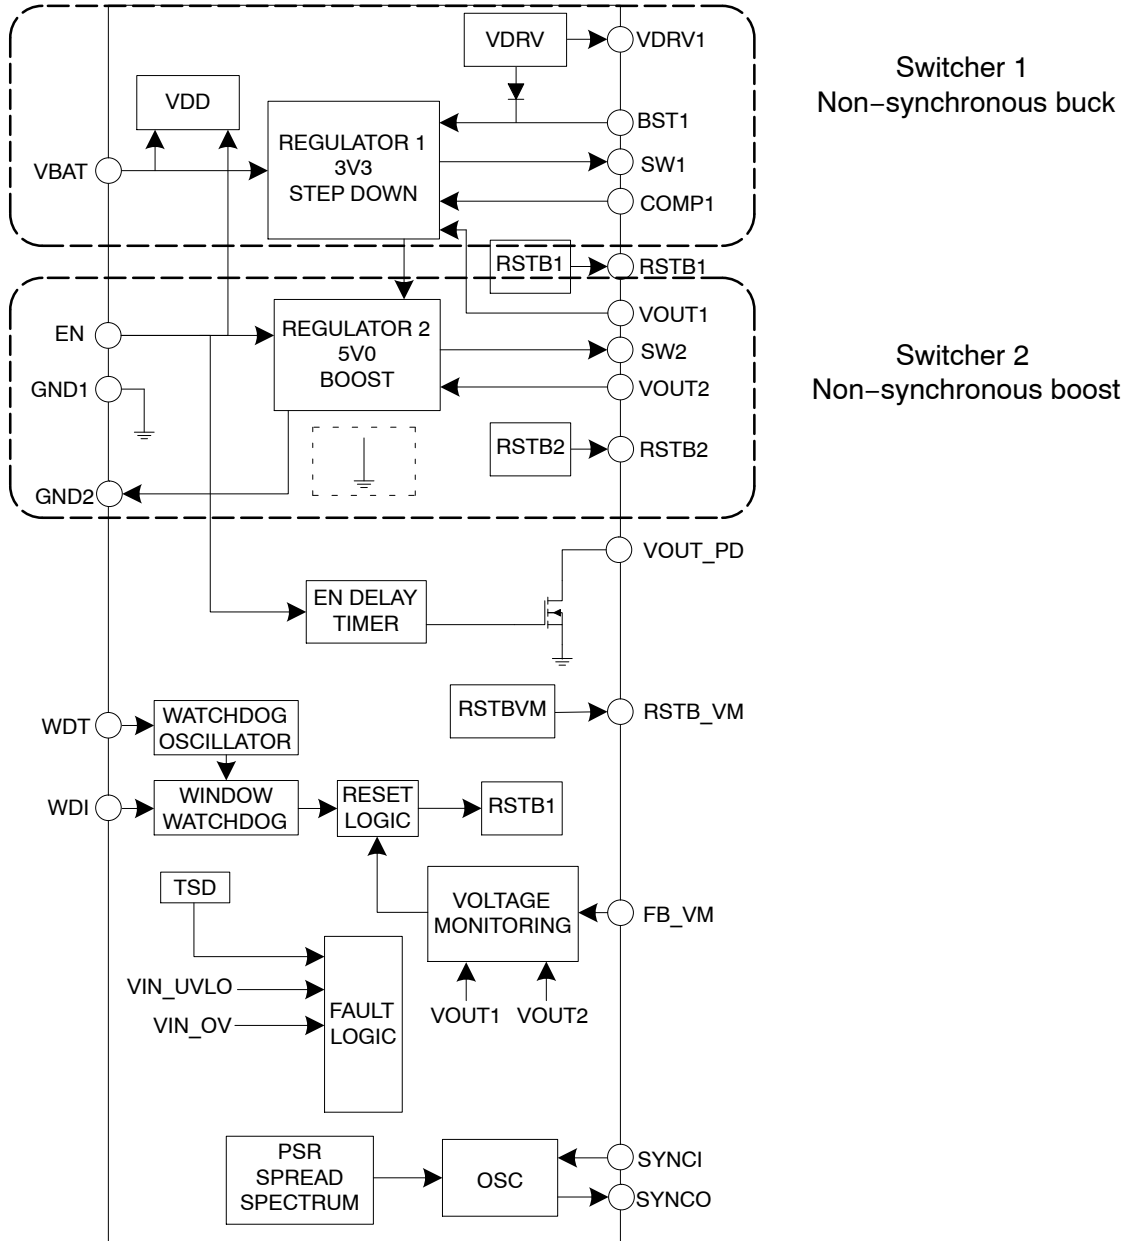 VDRV
VDRV1
Switcher 1
Non−synchronous buck
VDD
BST1
REGULATOR 1
3V3
STEP DOWN
VBAT
SW1
COMP1
RSTB1
RSTB1
VOUT1
EN
REGULATOR 2
5V0
BOOST
SW2
Switcher 2
Non−synchronous boost
GND1
VOUT2
RSTB2
RSTB2
GND2
VOUT_PD
EN DELAY
TIMER
RSTBVM
RSTB_VM
WDT
WATCHDOG
OSCILLATOR
WDI
WINDOW
WATCHDOG
RESET
LOGIC
RSTB1
TSD
VOLTAGE
MONITORING
FB_VM
VIN_UVLO
VIN_OV
FAULT
LOGIC
VOUT1
VOUT2
PSR
SPREAD
SPECTRUM
OSC
SYNCI
SYNCO